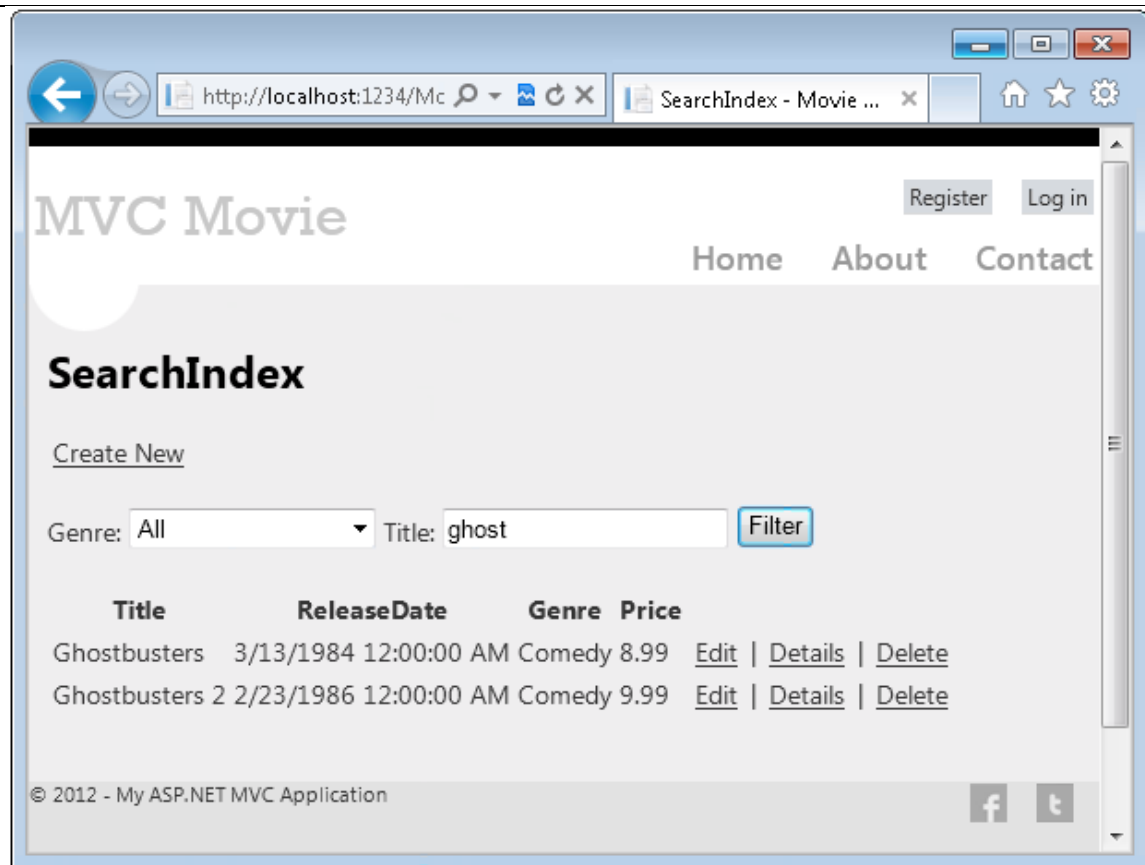 http://localhost:1234/Mc
SearchIndex - Movie ...
Register Log in
MVC Movie
Home About Contact
SearchIndex
Create New
Genre: All Title: ghost Filter
Title ReleaseDate Genre Price
Ghostbusters 3/13/1984 12:00:00 AM Comedy 8.99 Edit | Details | Delete
Ghostbusters 2 2/23/1986 12:00:00 AM Comedy 9.99 Edit | Details | Delete
© 2012 - My ASP.NET MVC Application
f t